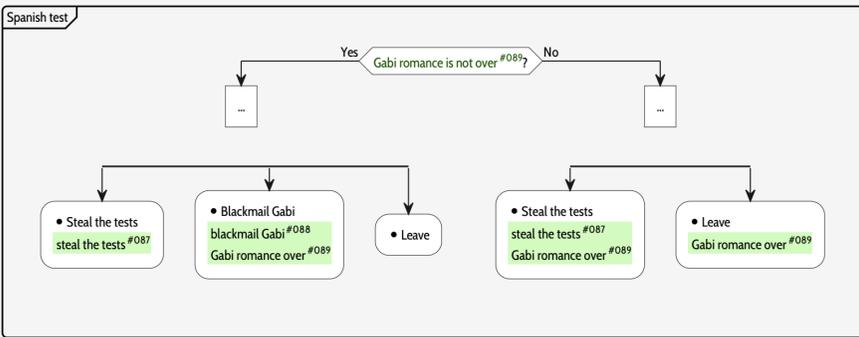 Spanish test
Yes
Gabi romance is not over #089?
No
...
...
• Steal the tests
steal the tests #087
• Blackmail Gabi
blackmail Gabi #088
Gabi romance over #089
• Leave
• Steal the tests
steal the tests #087
Gabi romance over #089
• Leave
Gabi romance over #089